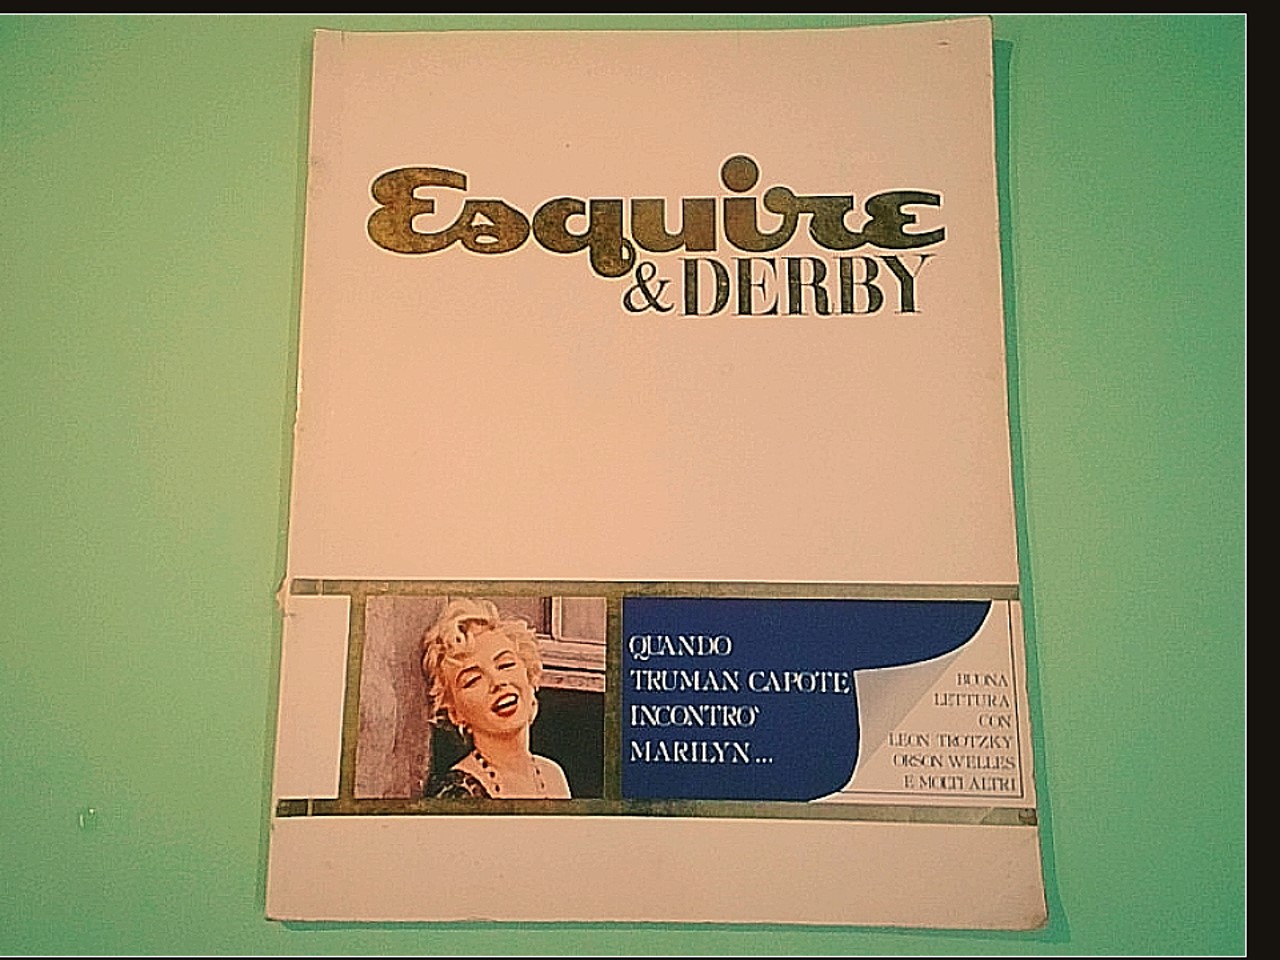 Esquire
& DERBY
QUANDO
TRUMAN CAPOTE
INCONTRO'
MARILYN...
BUONA
LETTURA
CON
LEON TROTZKY
ORSON WELLES
E MOLTI ALTRI